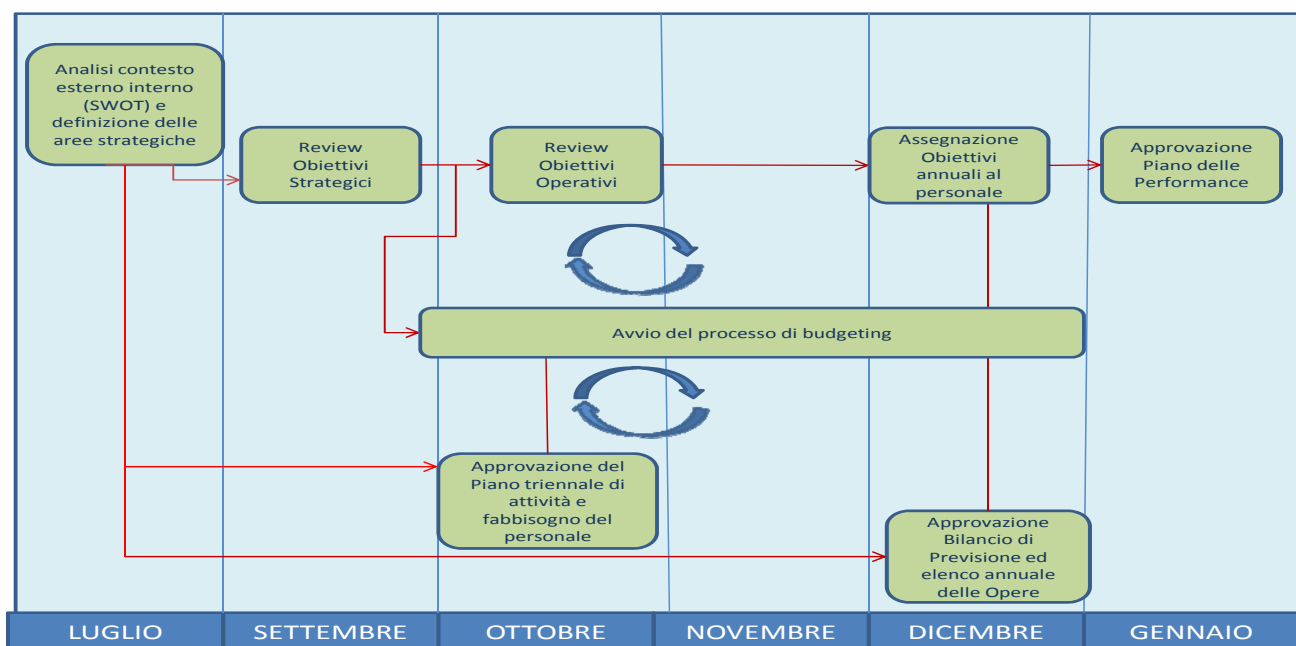 Analisi contesto
esterno interno
(SWOT) e
definizione delle
aree strategiche
Review
Obiettivi
Strategici
Review
Obiettivi
Operativi
Assegnazione
Obiettivi
annuali al
personale
Approvazione
Piano delle
Performance
Avvio del processo di budgeting
Approvazione del
Piano triennale di
attività e
fabbisogno del
personale
Approvazione
Bilancio di
Previsione ed
elenco annuale
delle Opere
LUGLIO
SETTEMBRE
OTTOBRE
NOVEMBRE
DICEMBRE
GENNAIO